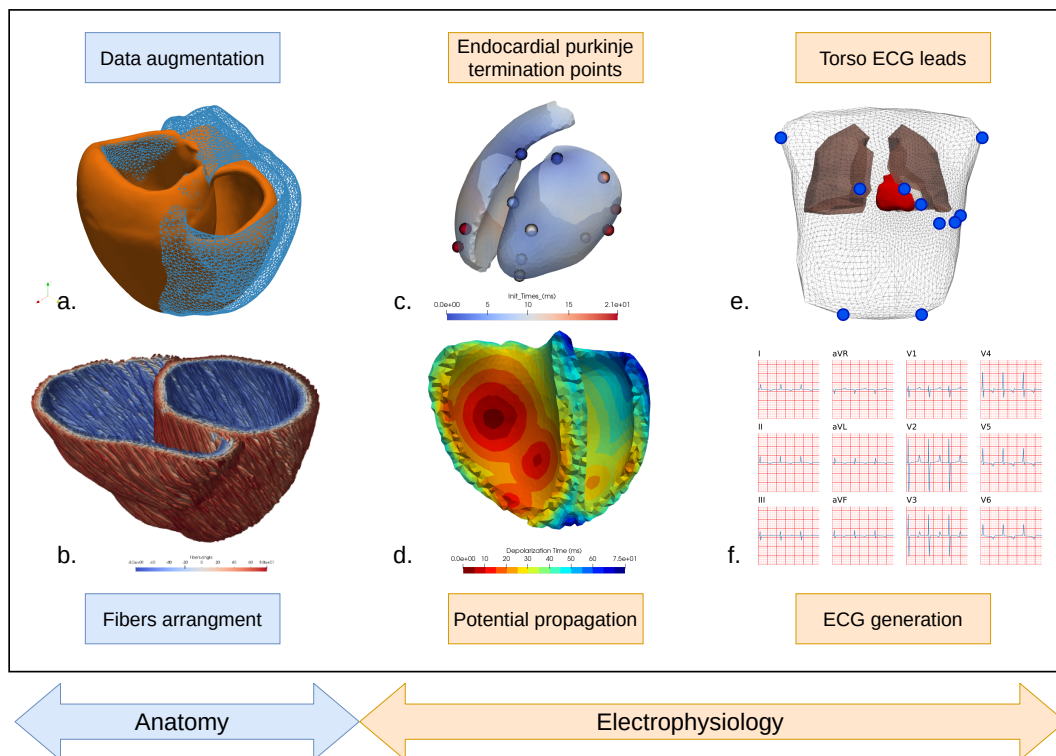 Data augmentation
Endocardial purkinje
termination points
Torso ECG leads
a.
c.
Init_Times_(ms)
0.0e+00 5 10 15 2.1e+01
e.
b.
d.
Depolarization Time (ms)
0.0e+00 10 20 30 40 50 60 7.5e+01
I aVR V1 V4
II aVL V2 V5
III aVF V3 V6
f.
Fibers arrangment
Potential propagation
ECG generation
Anatomy
Electrophysiology